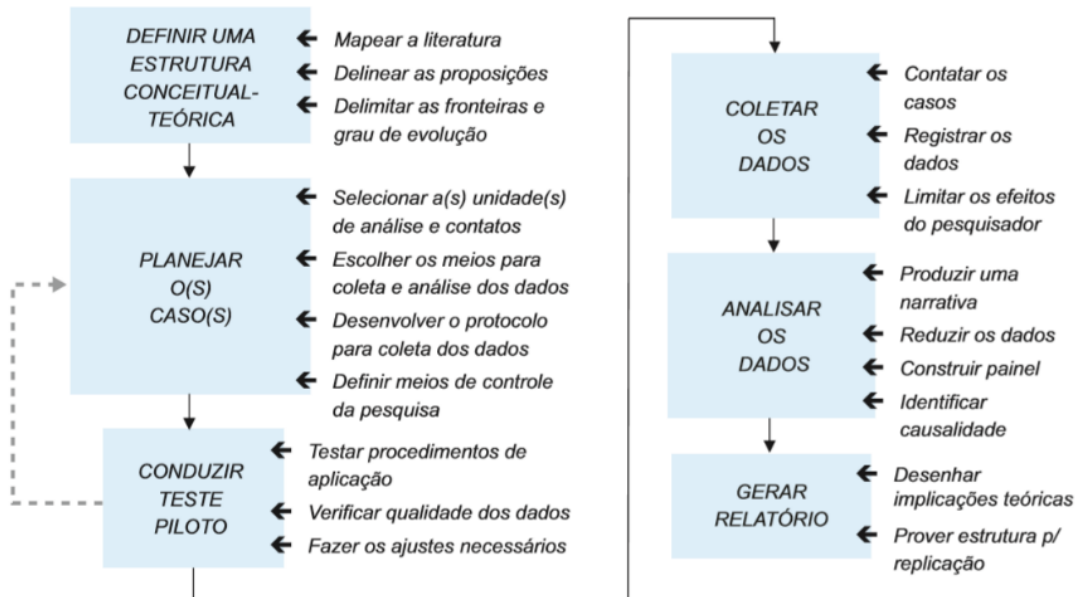 DEFINIR UMA
ESTRUTURA
CONCEITUAL-
TEÓRICA
Mapear a literatura
Delinear as proposições
Delimitar as fronteiras e
grau de evolução
PLANEJAR
O(S)
CASO(S)
Selecionar a(s) unidade(s)
de análise e contatos
Escolher os meios para
coleta e análise dos dados
Desenvolver o protocolo
para coleta dos dados
Definir meios de controle
da pesquisa
CONDUZIR
TESTE
PILOTO
Testar procedimentos de
aplicação
Verificar qualidade dos dados
Fazer os ajustes necessários
COLETAR
OS
DADOS
Contatar os
casos
Registrar os
dados
Limitar os efeitos
do pesquisador
ANALISAR
OS
DADOS
Produzir uma
narrativa
Reduzir os dados
Construir painel
Identificar
causalidade
GERAR
RELATÓRIO
Desenhar
implicações teóricas
Prover estrutura p/
replicação